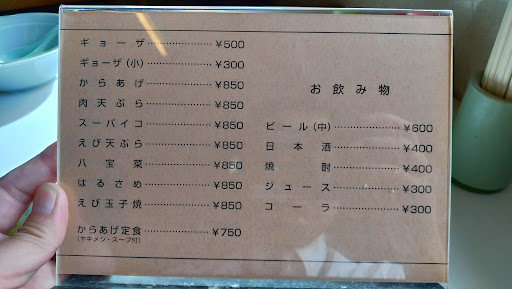 ギョーザ……………¥500
ギョーザ(小)…………¥300
からあげ……………¥850
肉天ぷら……………¥850
スーパイコ……………¥850
えび天ぷら……………¥850
八宝菜……………¥850
はるさめ……………¥850
えび玉子焼……………¥850
からあげ定食…………¥750
(ヤキメシ・スープ付)
お飲み物
ビール(中)……………¥600
日本酒……………¥400
焼酎……………¥400
ジュース……………¥300
コーラ……………¥300